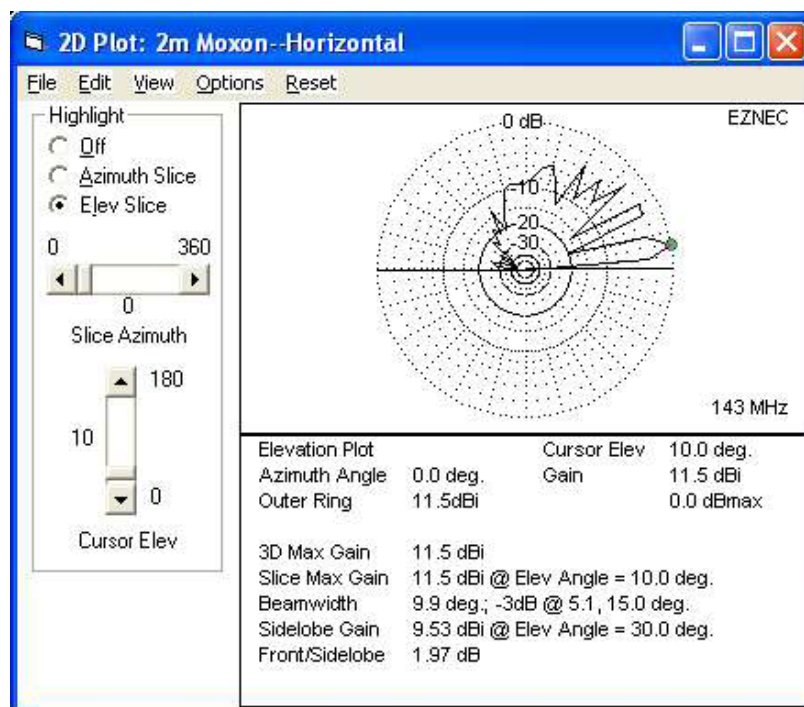 2D Plot: 2m Moxon--Horizontal
File Edit View Options Reset
Highlight
Off
Azimuth Slice
Elev Slice
0 360
0
Slice Azimuth
180
10
0
Cursor Elev
0 dB
EZNEC
-10
-20
-30
143 MHz
Elevation Plot Cursor Elev 10.0 deg.
Azimuth Angle 0.0 deg. Gain 11.5 dBi
Outer Ring 11.5dBi 0.0 dBmax
3D Max Gain 11.5 dBi
Slice Max Gain 11.5 dBi @ Elev Angle = 10.0 deg.
Beamwidth 9.9 deg.; -3dB @ 5.1, 15.0 deg.
Sidelobe Gain 9.53 dBi @ Elev Angle = 30.0 deg.
Front/Sidelobe 1.97 dB